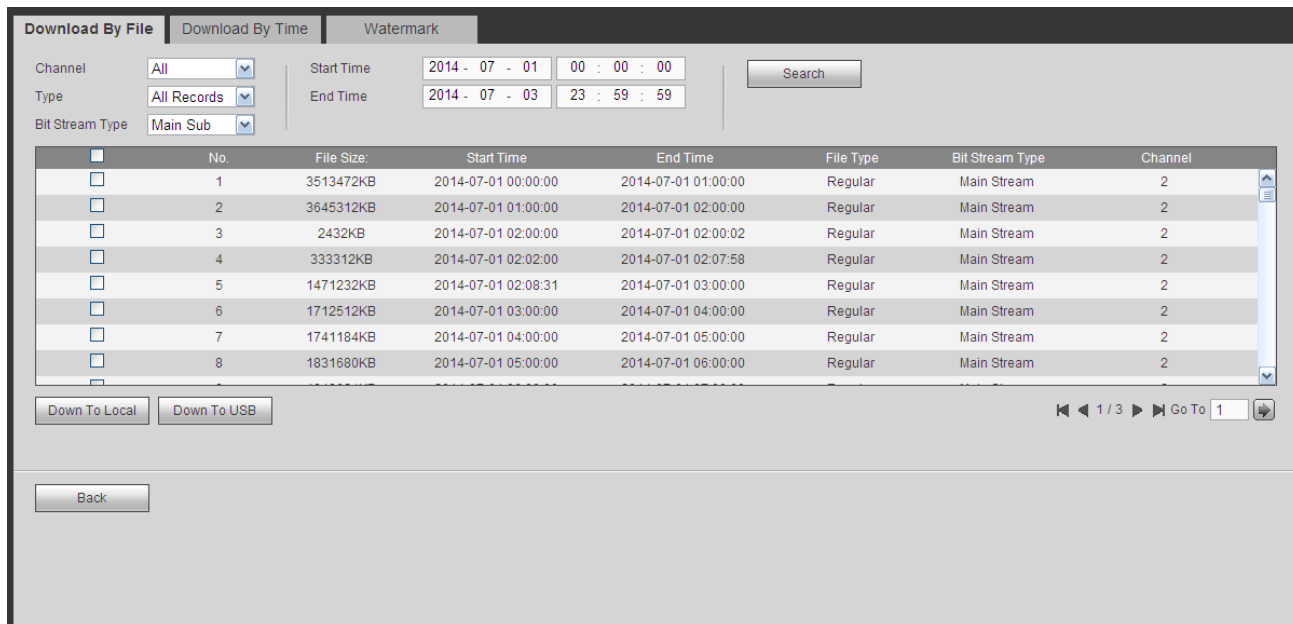 Download By File Download By Time Watermark
Channel All Start Time 2014 - 07 - 01 00 : 00 : 00 Search
Type All Records End Time 2014 - 07 - 03 23 : 59 : 59
Bit Stream Type Main Sub
No. File Size: Start Time End Time File Type Bit Stream Type Channel
1 3513472KB 2014-07-01 00:00:00 2014-07-01 01:00:00 Regular Main Stream 2
2 3645312KB 2014-07-01 01:00:00 2014-07-01 02:00:00 Regular Main Stream 2
3 2432KB 2014-07-01 02:00:00 2014-07-01 02:00:02 Regular Main Stream 2
4 333312KB 2014-07-01 02:02:00 2014-07-01 02:07:58 Regular Main Stream 2
5 1471232KB 2014-07-01 02:08:31 2014-07-01 03:00:00 Regular Main Stream 2
6 1712512KB 2014-07-01 03:00:00 2014-07-01 04:00:00 Regular Main Stream 2
7 1741184KB 2014-07-01 04:00:00 2014-07-01 05:00:00 Regular Main Stream 2
8 1831680KB 2014-07-01 05:00:00 2014-07-01 06:00:00 Regular Main Stream 2
Down To Local Down To USB 1 / 3 Go To 1
Back